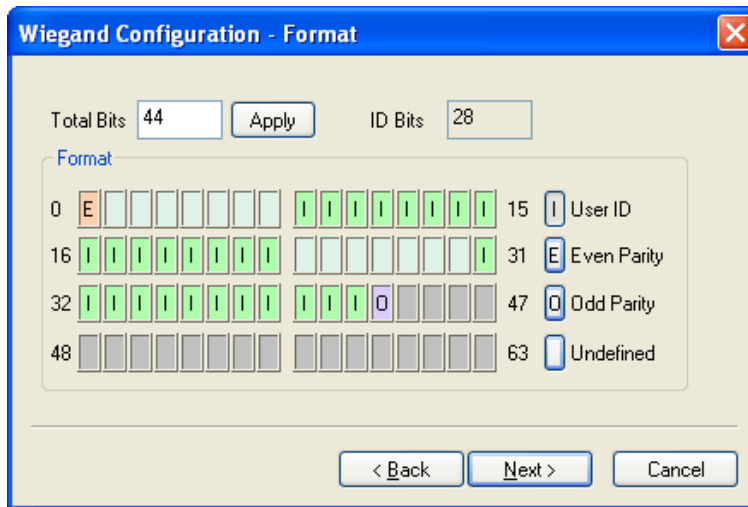 Wiegand Configuration - Format
Total Bits 44 Apply ID Bits 28
Format
0 E I I I I I I I I 15 I User ID
16 I I I I I I I I I 31 E Even Parity
32 I I I I I I I I I I I O 47 O Odd Parity
48 63 Undefined
< Back Next > Cancel